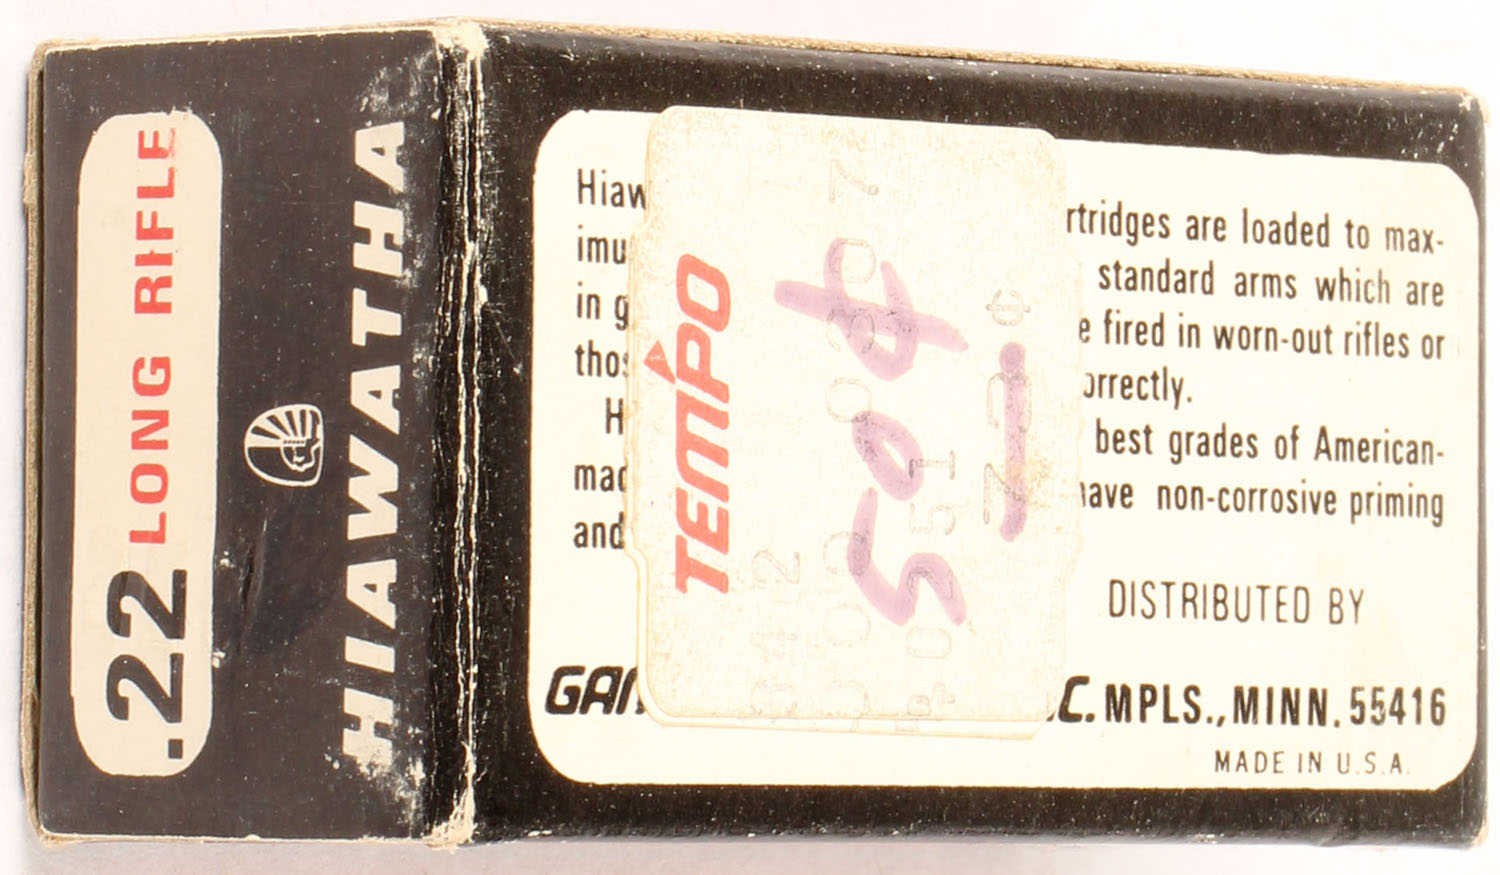 .22 LONG RIFLE
HIAWATHA
Hiaw rtridges are loaded to max-
imu standard arms which are
in g e fired in worn-out rifles or
thos orrectly.
H best grades of American-
mad have non-corrosive priming
and
DISTRIBUTED BY
GAM C. MPLS., MINN. 55416
MADE IN U.S.A.
TEMPO
50¢